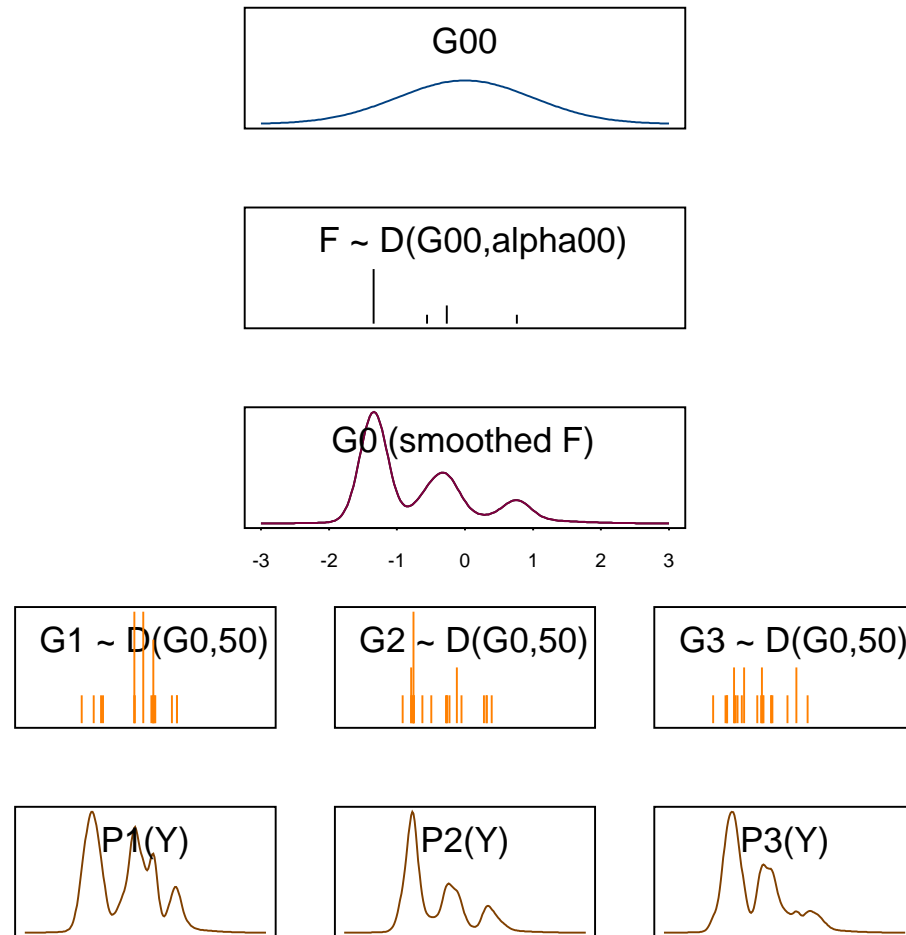 G00
F ~ D(G00,alpha00)
G0 (smoothed F)
-3 -2 -1 0 1 2 3
G1 ~ D(G0,50) G2 ~ D(G0,50) G3 ~ D(G0,50)
P1(Y) P2(Y) P3(Y)